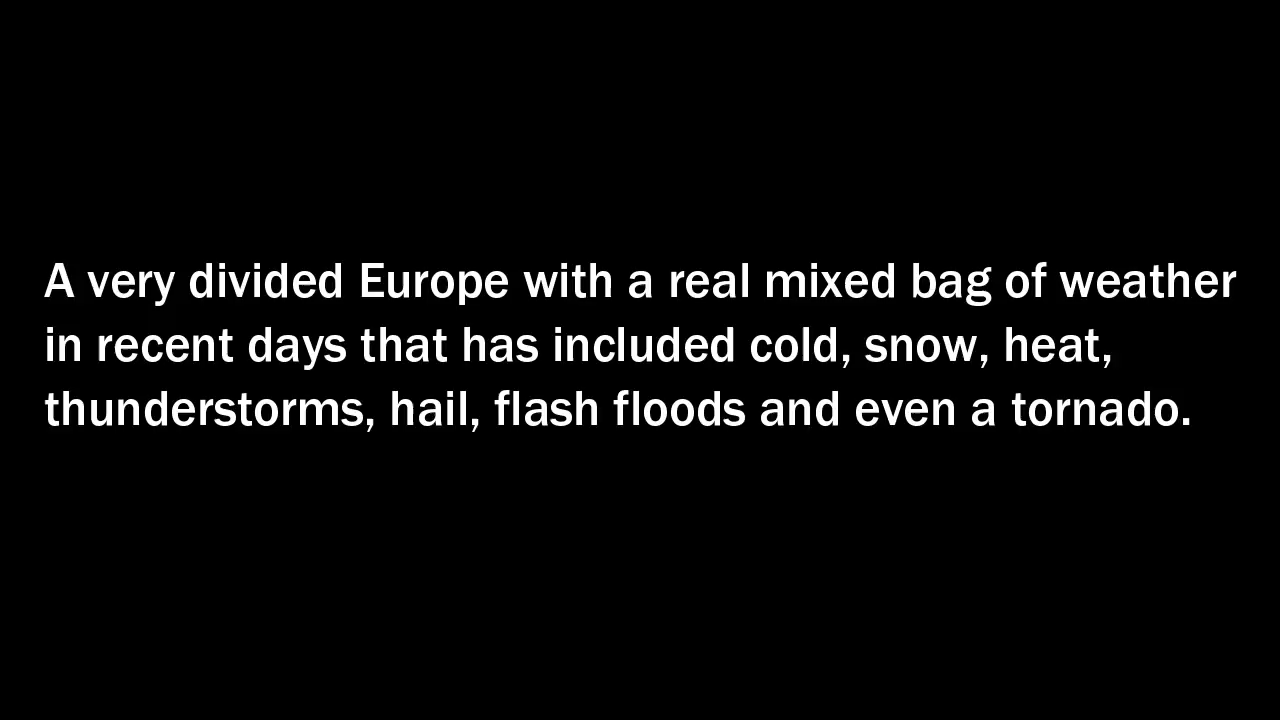 A very divided Europe with a real mixed bag of weather
in recent days that has included cold, snow, heat,
thunderstorms, hail, flash floods and even a tornado.